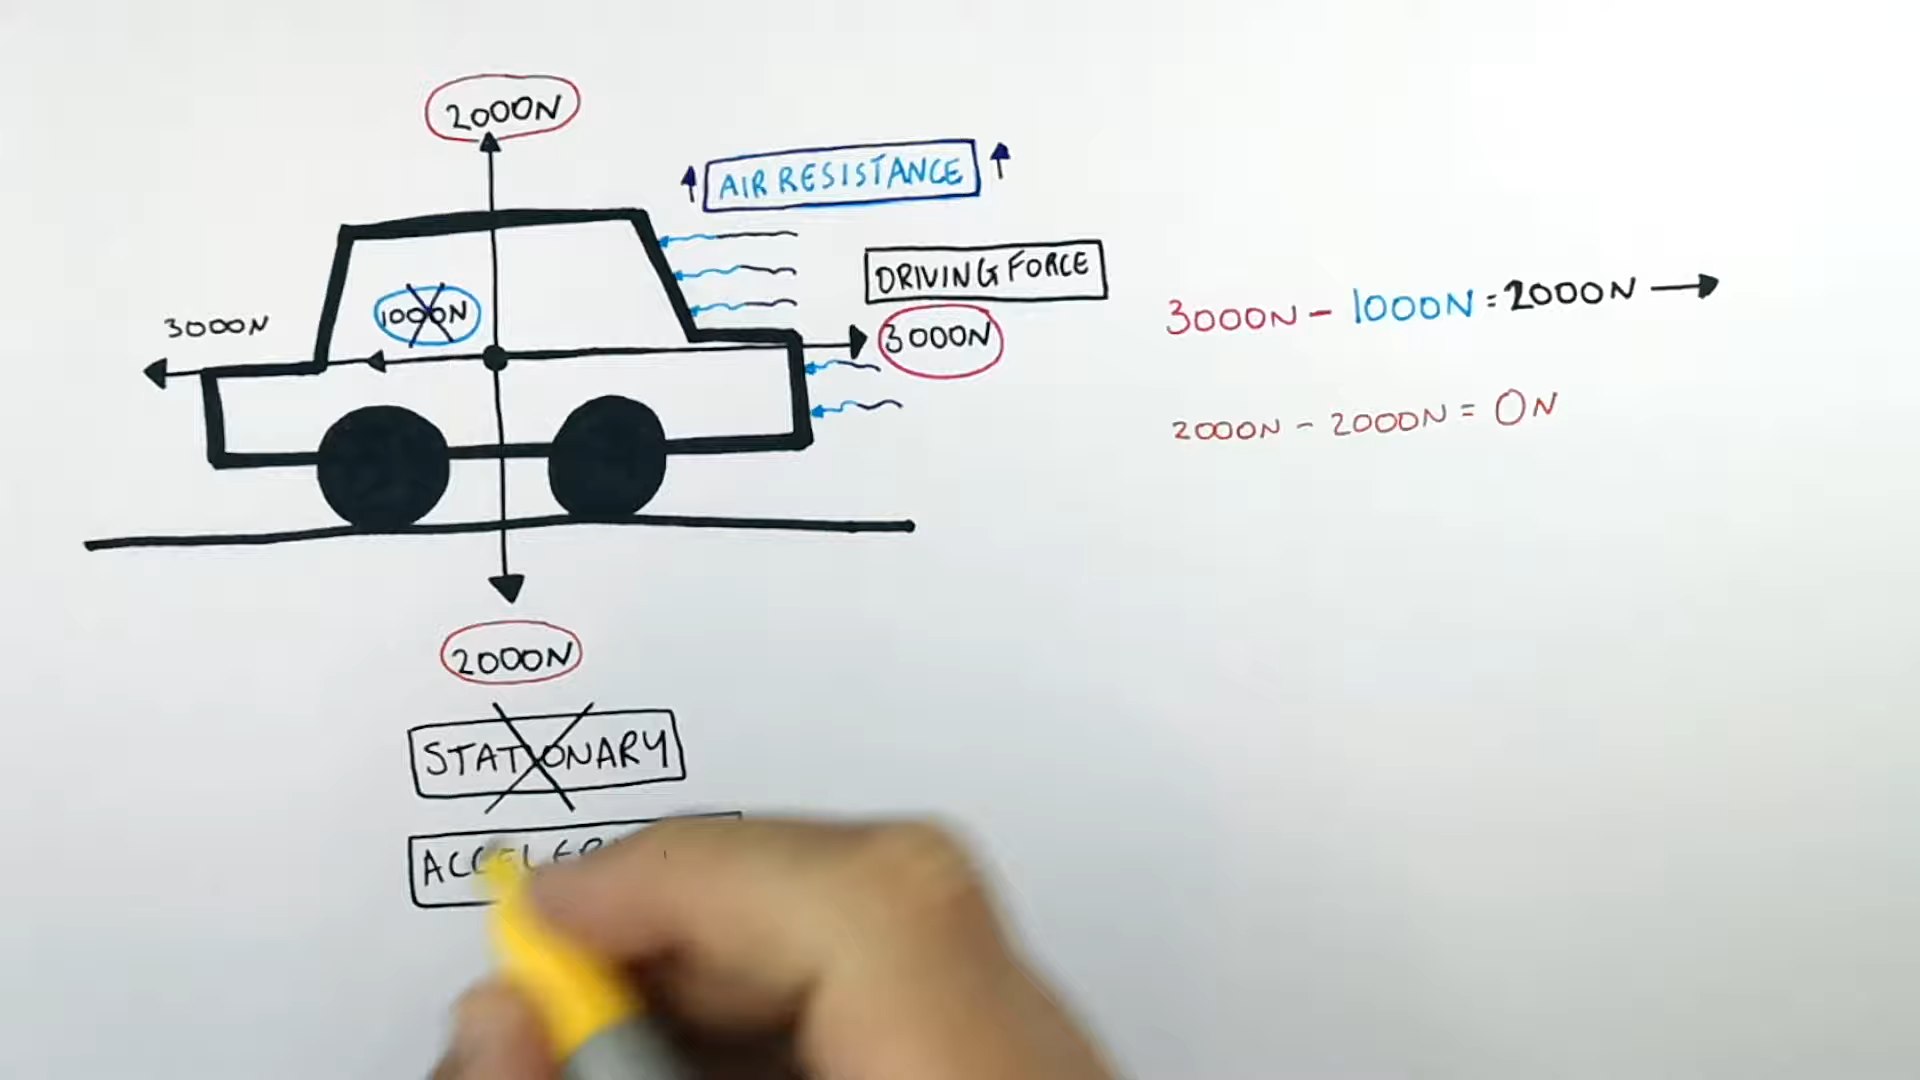 2000N
AIR RESISTANCE
DRIVING FORCE
3000N
1000N
3000N
3000N - 1000N = 2000N
2000N - 2000N = 0N
2000N
STATIONARY